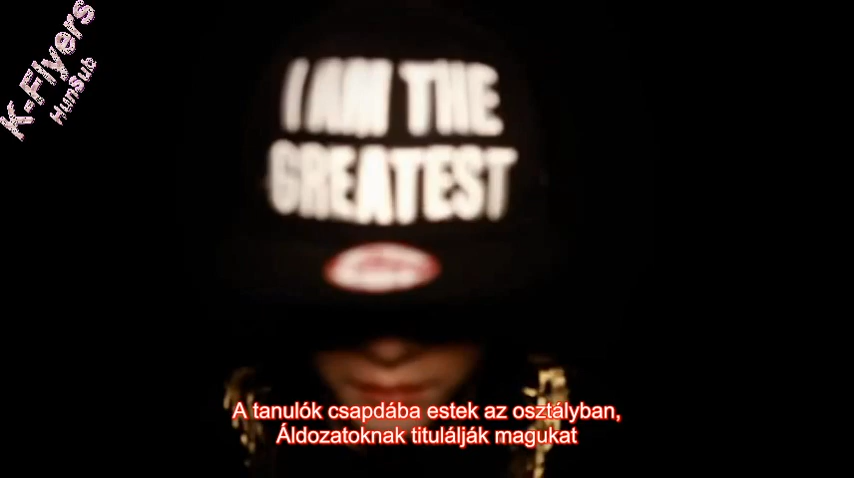 K-Flyers
HunSub
I AM THE
GREATEST
A tanulók csapdába estek az osztályban,
Áldozatoknak titulálják magukat